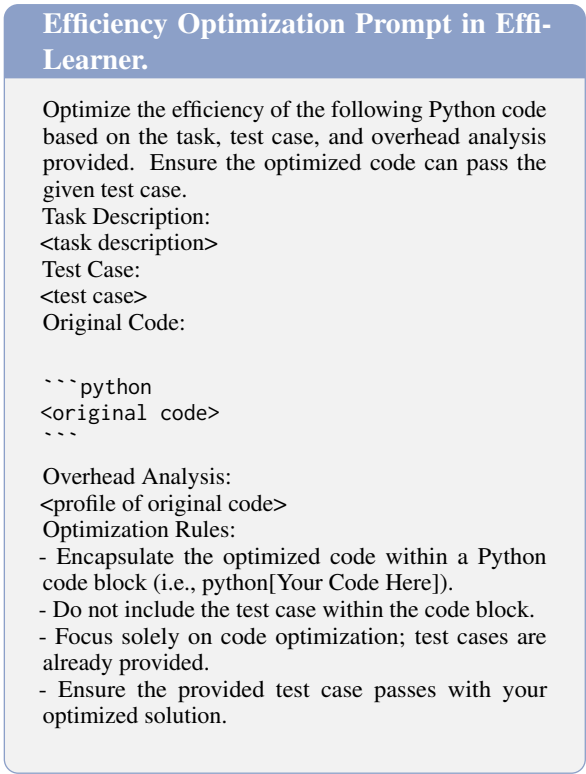 Efficiency Optimization Prompt in Effi-
Learner.
Optimize the efficiency of the following Python code
based on the task, test case, and overhead analysis
provided. Ensure the optimized code can pass the
given test case.
Task Description:
<task description>
Test Case:
<test case>
Original Code:
```python
<original code>
```
Overhead Analysis:
<profile of original code>
Optimization Rules:
- Encapsulate the optimized code within a Python
code block (i.e., python[Your Code Here]).
- Do not include the test case within the code block.
- Focus solely on code optimization; test cases are
already provided.
- Ensure the provided test case passes with your
optimized solution.